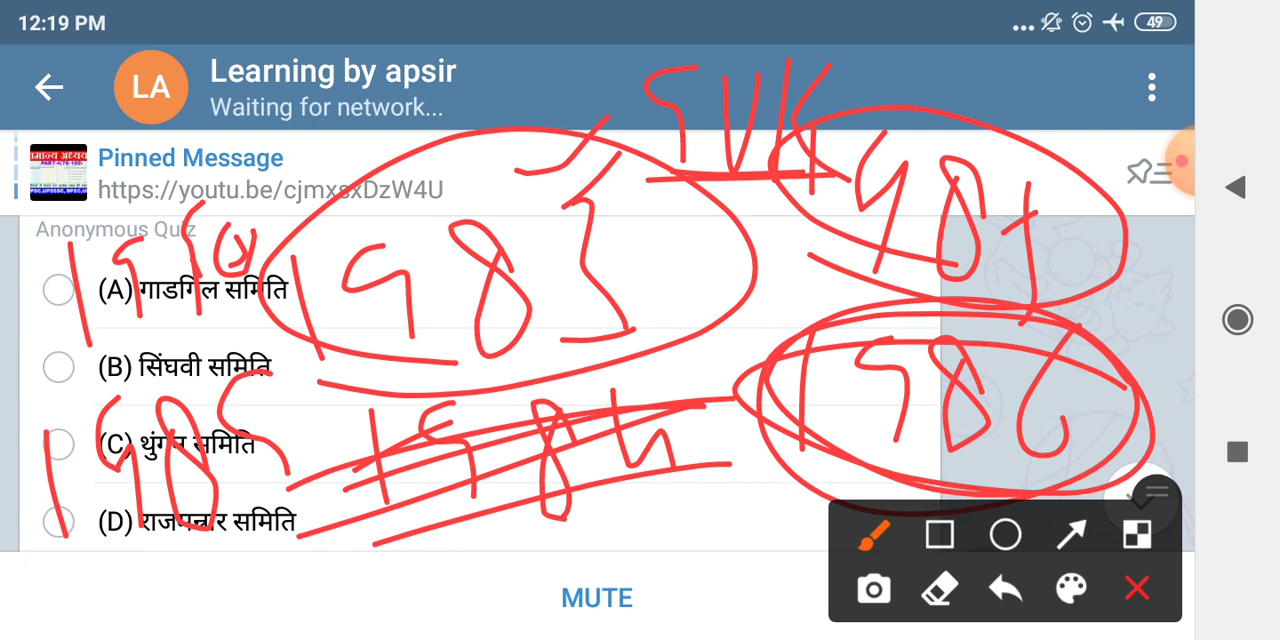 12:19 PM
49
LA
Learning by apsir
Waiting for network...
Pinned Message
https://youtu.be/cjmxsxDzW4U
Anonymous Quiz
(A) गाडगिल समिति
(B) सिंघवी समिति
(C) थुंगन समिति
(D) राजमन्नार समिति
1983
1985
1986
MUTE